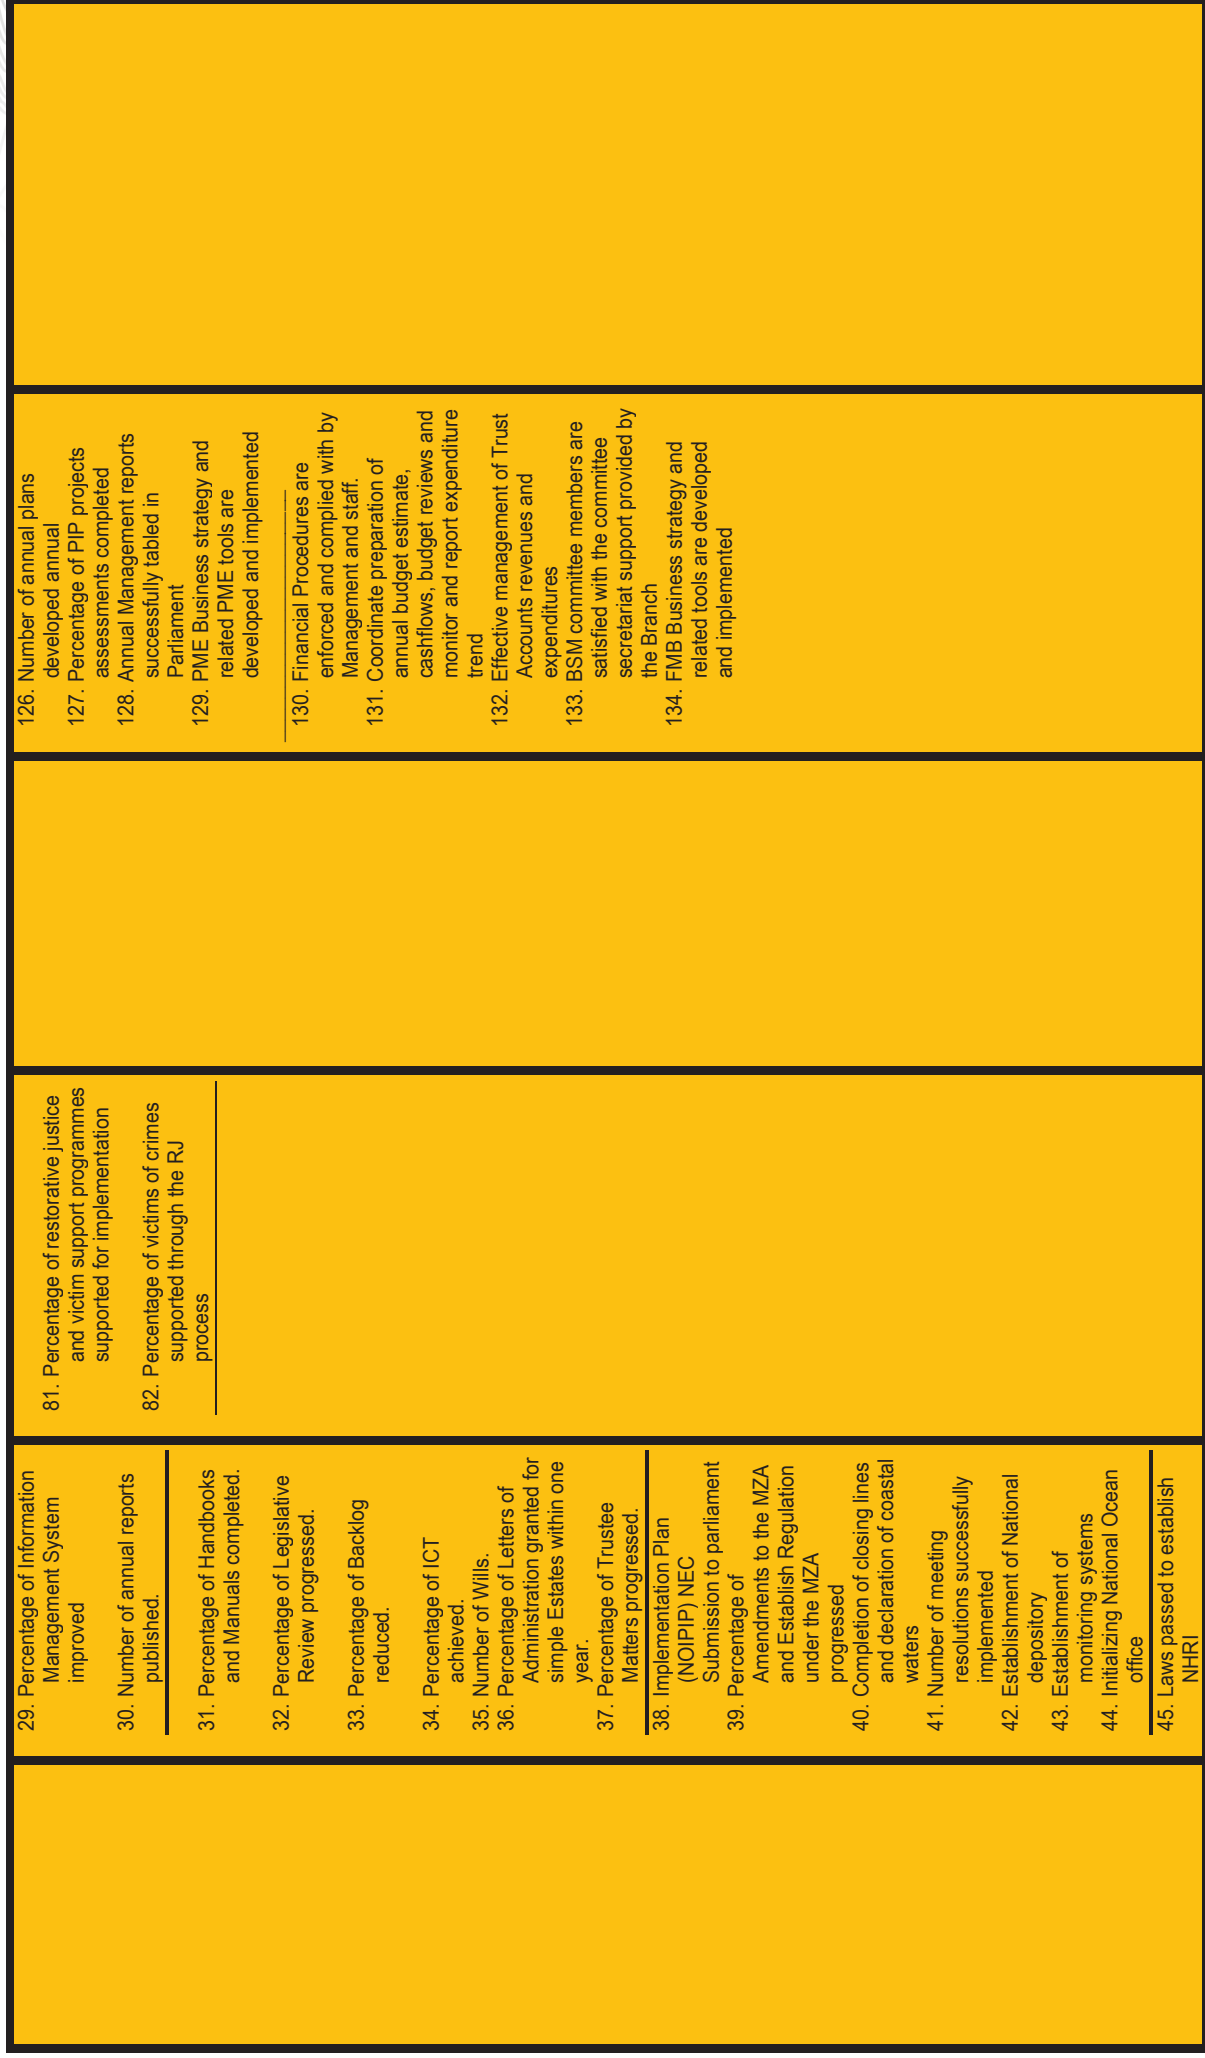 29. Percentage of Information
Management System
improved
30. Number of annual reports
published.
31. Percentage of Handbooks
and Manuals completed.
32. Percentage of Legislative
Review progressed.
33. Percentage of Backlog
reduced.
34. Percentage of ICT
achieved.
35. Number of Wills.
36. Percentage of Letters of
Administration granted for
simple Estates within one
year.
37. Percentage of Trustee
Matters progressed.
38. Implementation Plan
(NOIPIP) NEC
Submission to parliament
39. Percentage of
Amendments to the MZA
and Establish Regulation
under the MZA
progressed
40. Completion of closing lines
and declaration of coastal
waters
41. Number of meeting
resolutions successfully
implemented
42. Establishment of National
depository
43. Establishment of
monitoring systems
44. Initializing National Ocean
office
45. Laws passed to establish
NHRI
81. Percentage of restorative justice
and victim support programmes
supported for implementation
82. Percentage of victims of crimes
supported through the RJ
process
126. Number of annual plans
developed annual
127. Percentage of PIP projects
assessments completed
128. Annual Management reports
successfully tabled in
Parliament
129. PME Business strategy and
related PME tools are
developed and implemented
130. Financial Procedures are
enforced and complied with by
Management and staff.
131. Coordinate preparation of
annual budget estimate,
cashflows, budget reviews and
monitor and report expenditure
trend
132. Effective management of Trust
Accounts revenues and
expenditures
133. BSM committee members are
satisfied with the committee
secretariat support provided by
the Branch
134. FMB Business strategy and
related tools are developed
and implemented